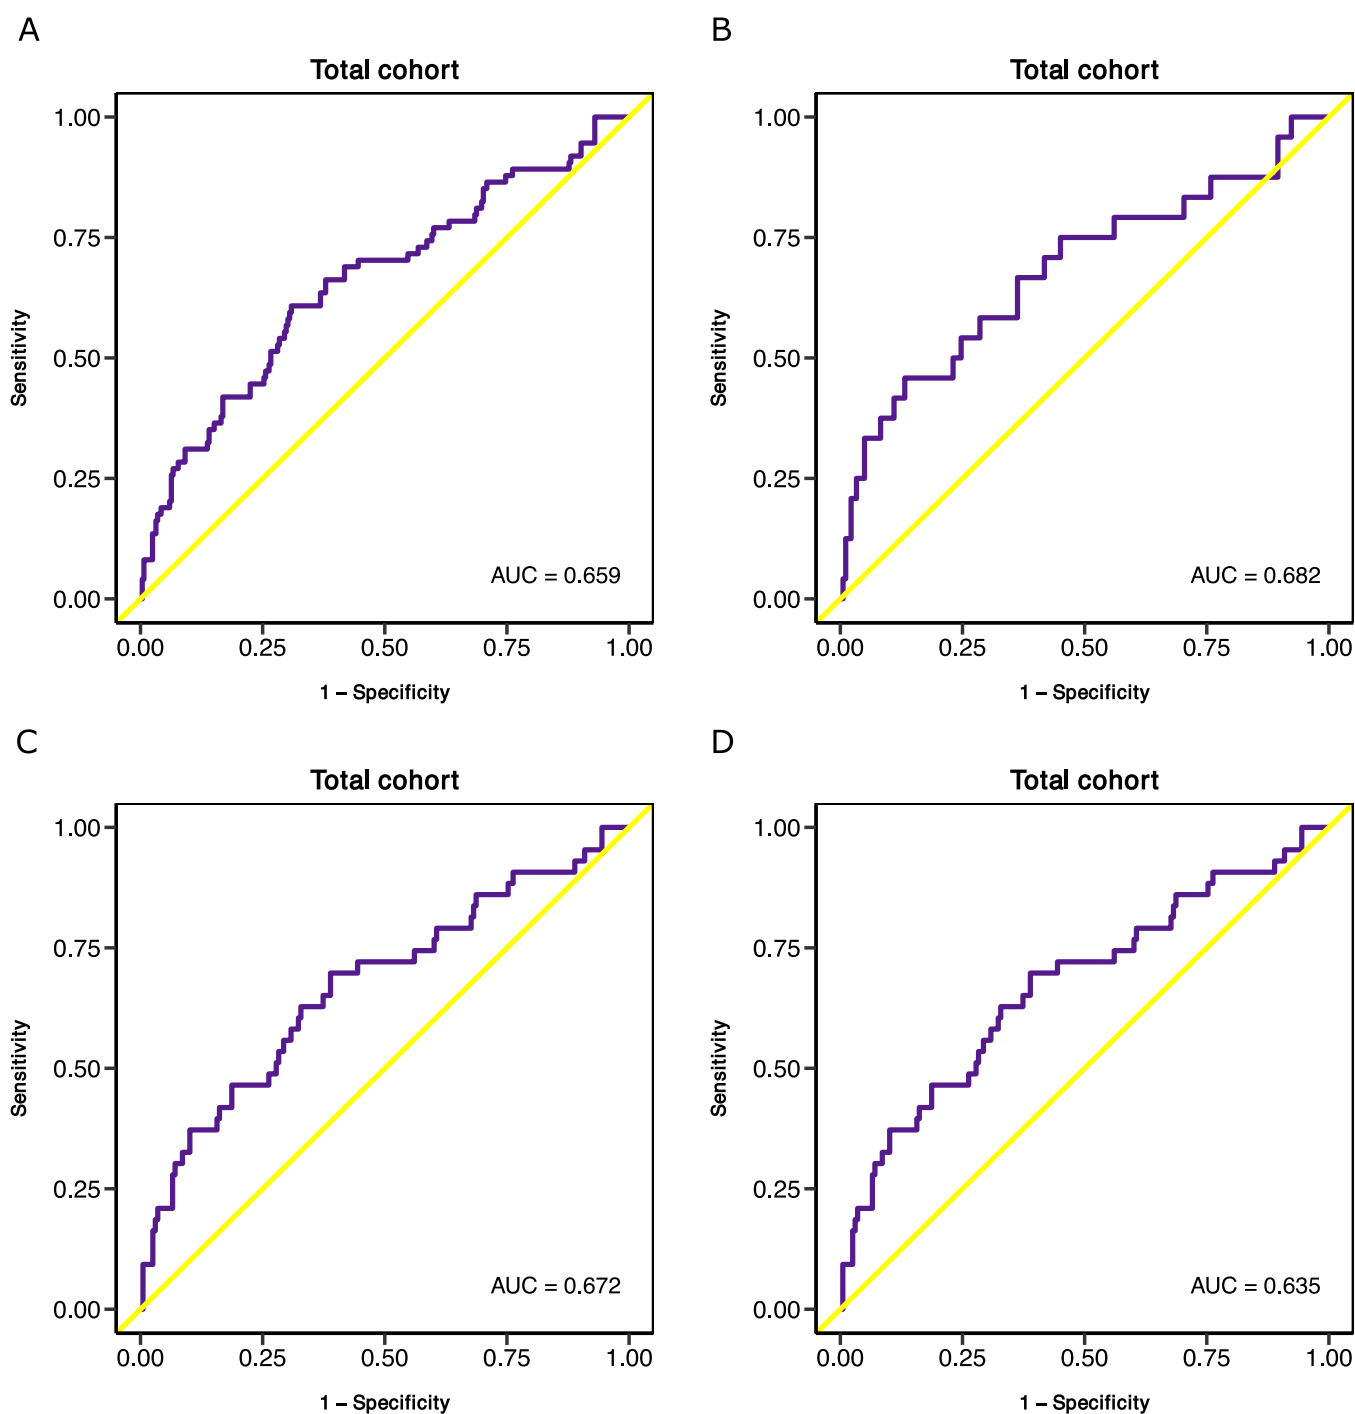 A
Total cohort
1.00
0.75
0.50
0.25
0.00
Sensitivity
AUC = 0.659
0.00 0.25 0.50 0.75 1.00
1 – Specificity
B
Total cohort
1.00
0.75
0.50
0.25
0.00
Sensitivity
AUC = 0.682
0.00 0.25 0.50 0.75 1.00
1 – Specificity
C
Total cohort
1.00
0.75
0.50
0.25
0.00
Sensitivity
AUC = 0.672
0.00 0.25 0.50 0.75 1.00
1 – Specificity
D
Total cohort
1.00
0.75
0.50
0.25
0.00
Sensitivity
AUC = 0.635
0.00 0.25 0.50 0.75 1.00
1 – Specificity